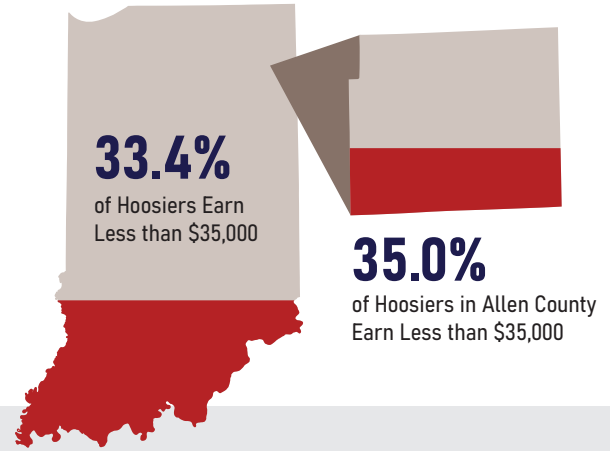 33.4%
of Hoosiers Earn
Less than $35,000
35.0%
of Hoosiers in Allen County
Earn Less than $35,000